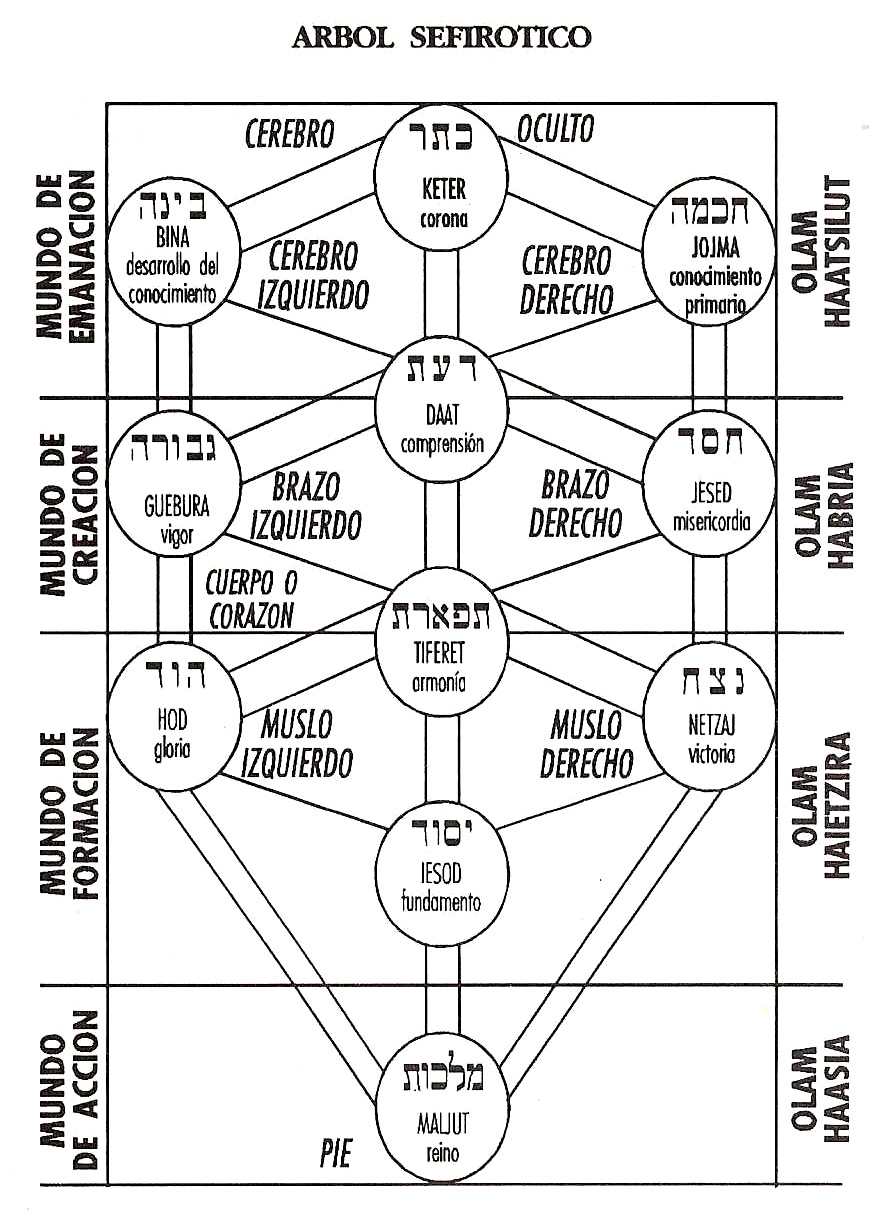 ARBOL SEFIROTICO
CEREBRO
OCULTO
כתר
KETER
corona
MUNDO DE
EMANACION
OLAM
HAATSILUT
בינה
BINA
desarrollo del
conocimiento
חכמה
JOJMA
conocimiento
primario
CEREBRO
IZQUIERDO
CEREBRO
DERECHO
דעת
DAAT
comprensión
MUNDO DE
CREACION
OLAM
HABRIA
גבורה
GUEBURA
vigor
חסד
JESED
misericordia
BRAZO
IZQUIERDO
BRAZO
DERECHO
CUERPO O
CORAZON
תפארת
TIFERET
armonía
MUNDO DE
FORMACION
OLAM
HAIETZIRA
הוד
HOD
gloria
נצח
NETZAJ
victoria
MUSLO
IZQUIERDO
MUSLO
DERECHO
יסוד
IESOD
fundamento
MUNDO
DE ACCION
OLAM
HAASIA
מלכות
MALJUT
reino
PIE